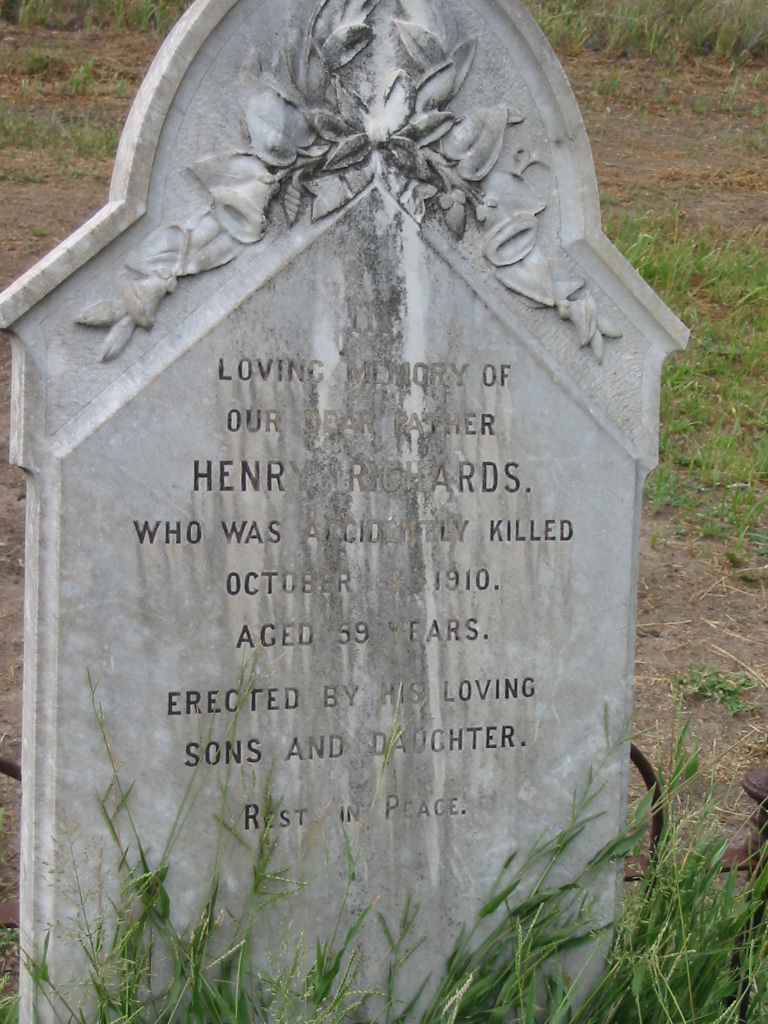 IN
LOVING MEMORY OF
OUR DEAR FATHER
HENRY RICHARDS.
WHO WAS ACCIDENTLY KILLED
OCTOBER 1910.
AGED 59 YEARS.
ERECTED BY HIS LOVING
SONS AND DAUGHTER.
REST IN PEACE.